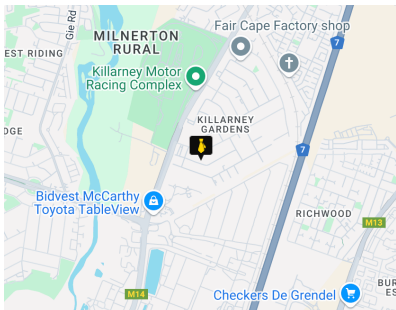 Gie Rd
MILNERTON
RURAL
Fair Cape Factory shop
7
EST RIDING
Killarney Motor
Racing Complex
KILLARNEY
GARDENS
DGE
7
Bidvest McCarthy
Toyota TableView
RICHWOOD
M13
BUR
ES
M14
Checkers De Grendel